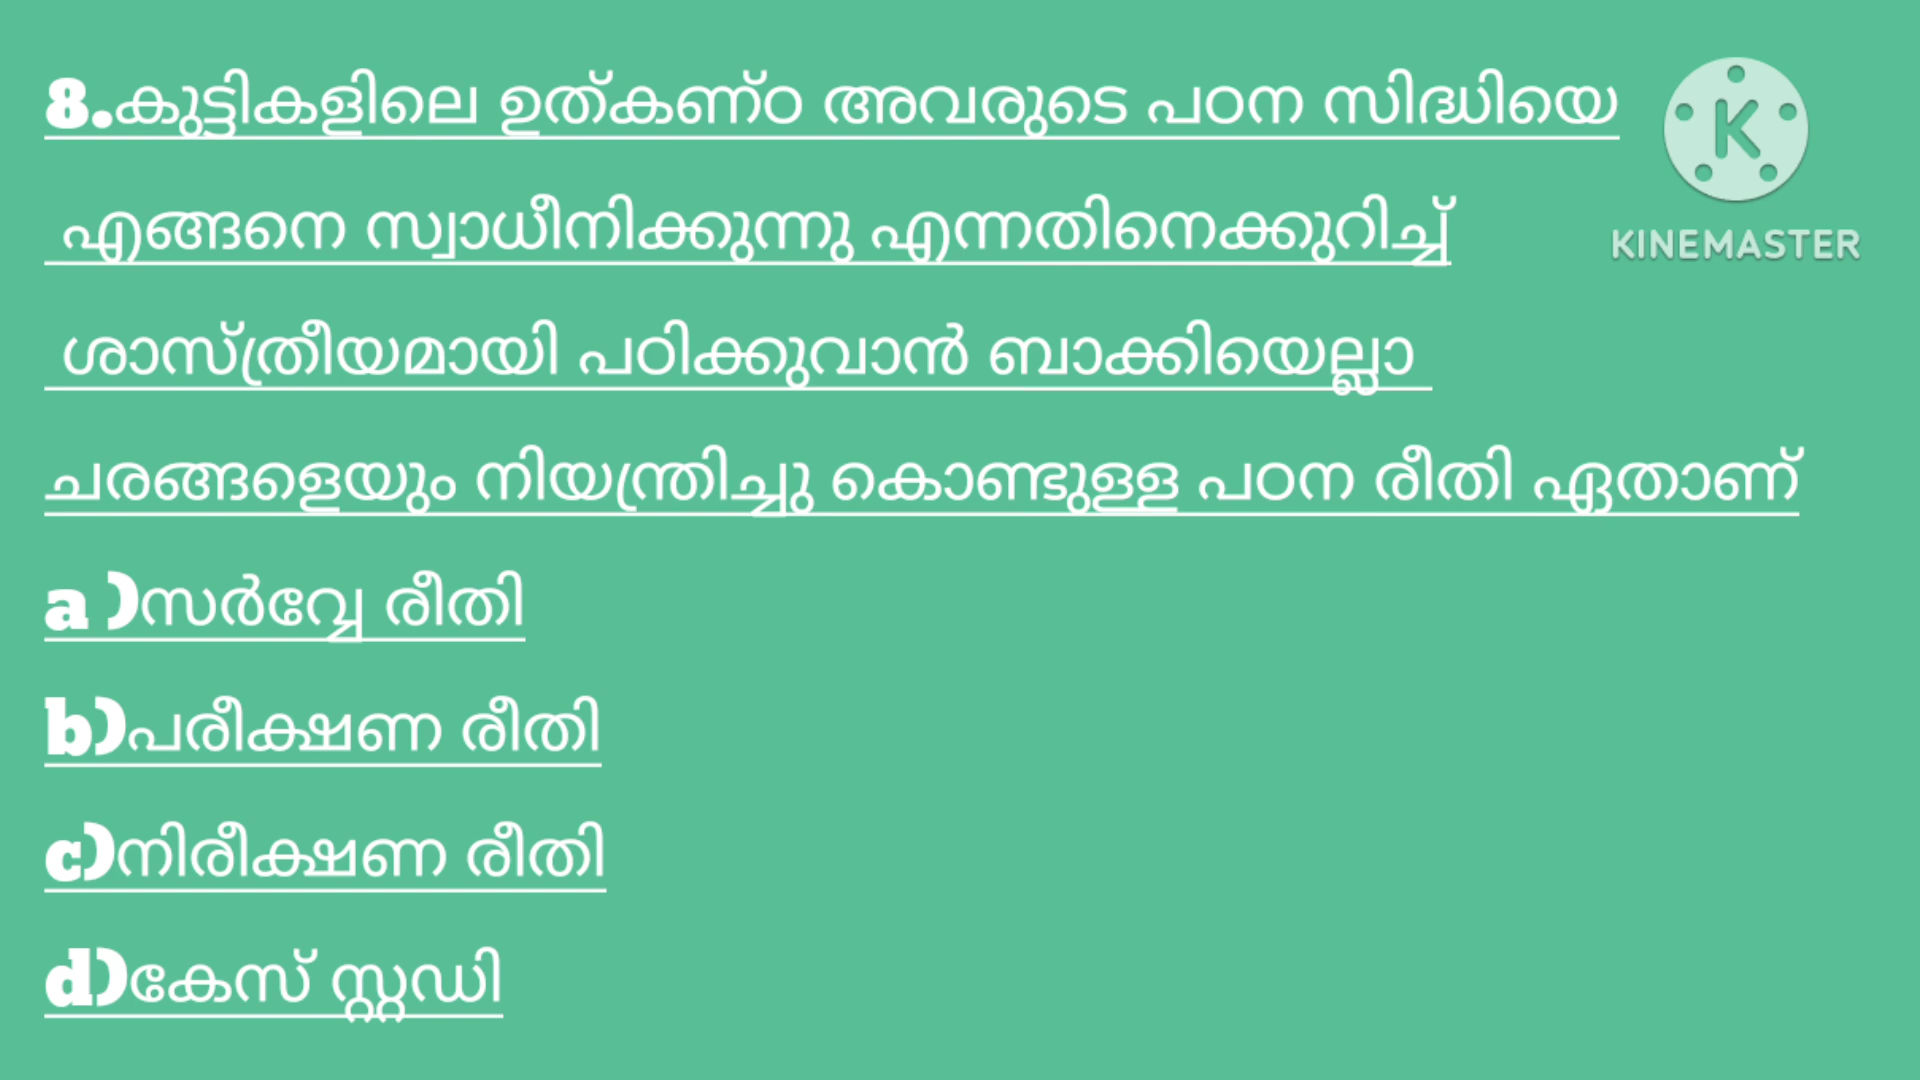 8.കുട്ടികളിലെ ഉത്കണ്ഠ അവരുടെ പഠന സിദ്ധിയെ
എങ്ങനെ സ്വാധീനിക്കുന്നു എന്നതിനെക്കുറിച്ച്
ശാസ്ത്രീയമായി പഠിക്കുവാൻ ബാക്കിയെല്ലാ
ചരങ്ങളെയും നിയന്ത്രിച്ചു കൊണ്ടുള്ള പഠന രീതി ഏതാണ്
a )സർവ്വേ രീതി
b)പരീക്ഷണ രീതി
c)നിരീക്ഷണ രീതി
d)കേസ് സ്റ്റഡി
K
KINEMASTER